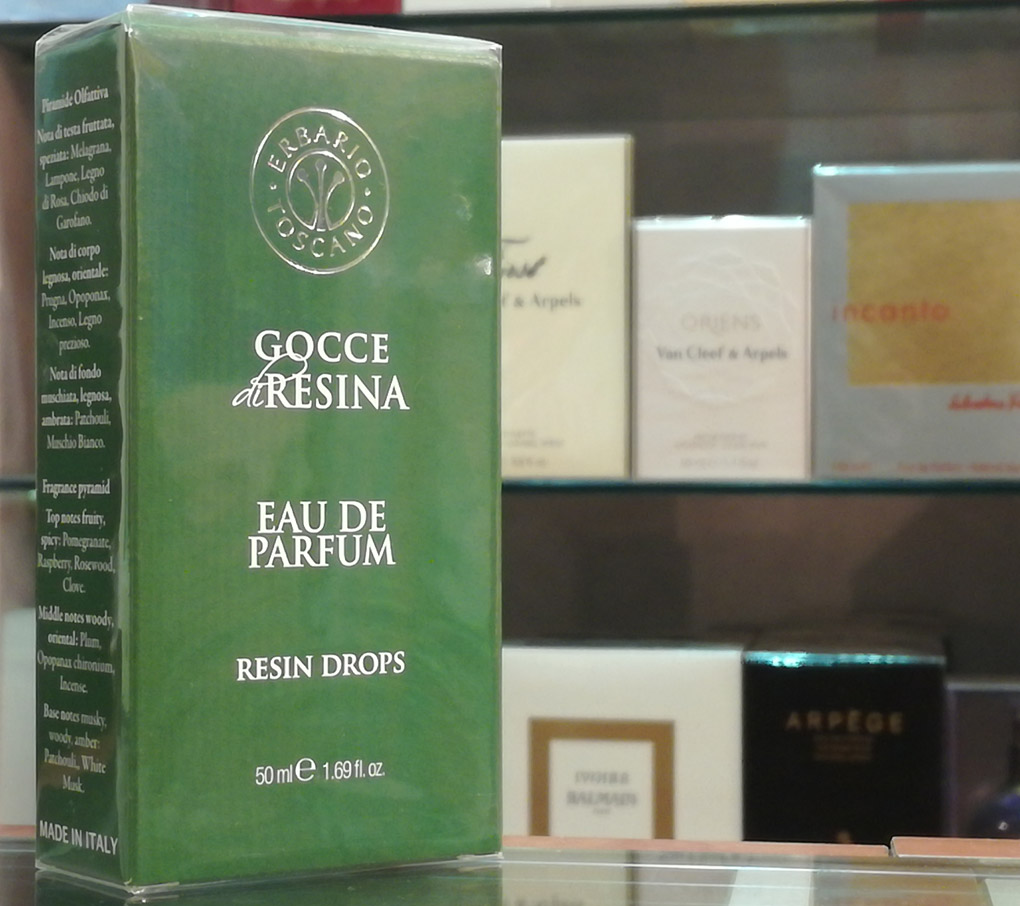 Piramide Olfattiva
Nota di testa fruttata,
speziata: Melagrana,
Lampone, Legno
di Rosa, Chiodo di
Garofano.
Nota di corpo
legnosa, orientale:
Prugna, Opoponax,
Incenso, Legno
prezioso.
Nota di fondo
muschiata, legnosa,
ambrata: Patchouli,
Muschio Bianco.
Fragrance pyramid
Top notes fruity,
spicy: Pomegranate,
Raspberry, Rosewood,
Clove.
Middle notes woody,
oriental: Plum,
Opopanax chironium,
Incense.
Base notes musky,
woody, amber:
Patchouli,, White
Musk.
MADE IN ITALY
ERBARIO
TOSCANO
GOCCE
di RESINA
EAU DE
PARFUM
RESIN DROPS
50 ml e 1.69 fl. oz.
First
f & Arpels
ORIENS
Van Cleef & Arpels
incanto
IVOIRE
BALMAIN
ARPÈGE